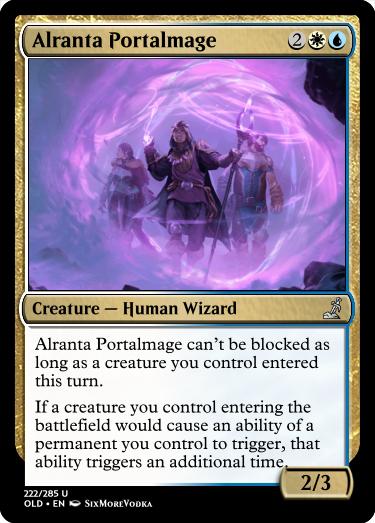 Alranta Portalmage 2
Creature — Human Wizard
Alranta Portalmage can't be blocked as
long as a creature you control entered
this turn.
If a creature you control entering the
battlefield would cause an ability of a
permanent you control to trigger, that
ability triggers an additional time.
2/3
222/285 U
OLD • EN SixMoreVodka